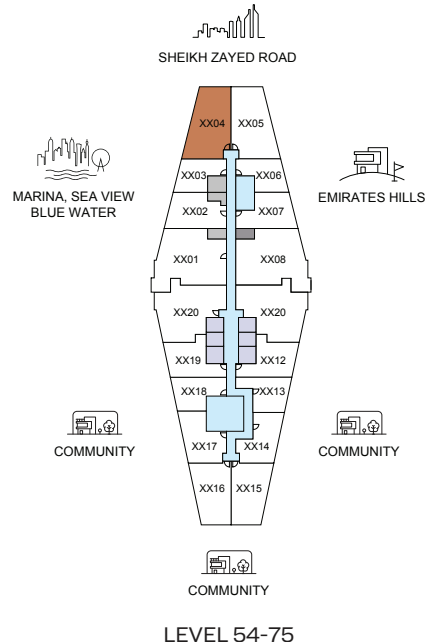 SHEIKH ZAYED ROAD
XX04
XX05
MARINA, SEA VIEW
BLUE WATER
EMIRATES HILLS
XX03
XX06
XX02
XX07
XX01
XX08
XX20
XX20
XX19
XX12
XX18
XX13
COMMUNITY
COMMUNITY
XX17
XX14
XX16
XX15
COMMUNITY
LEVEL 54-75